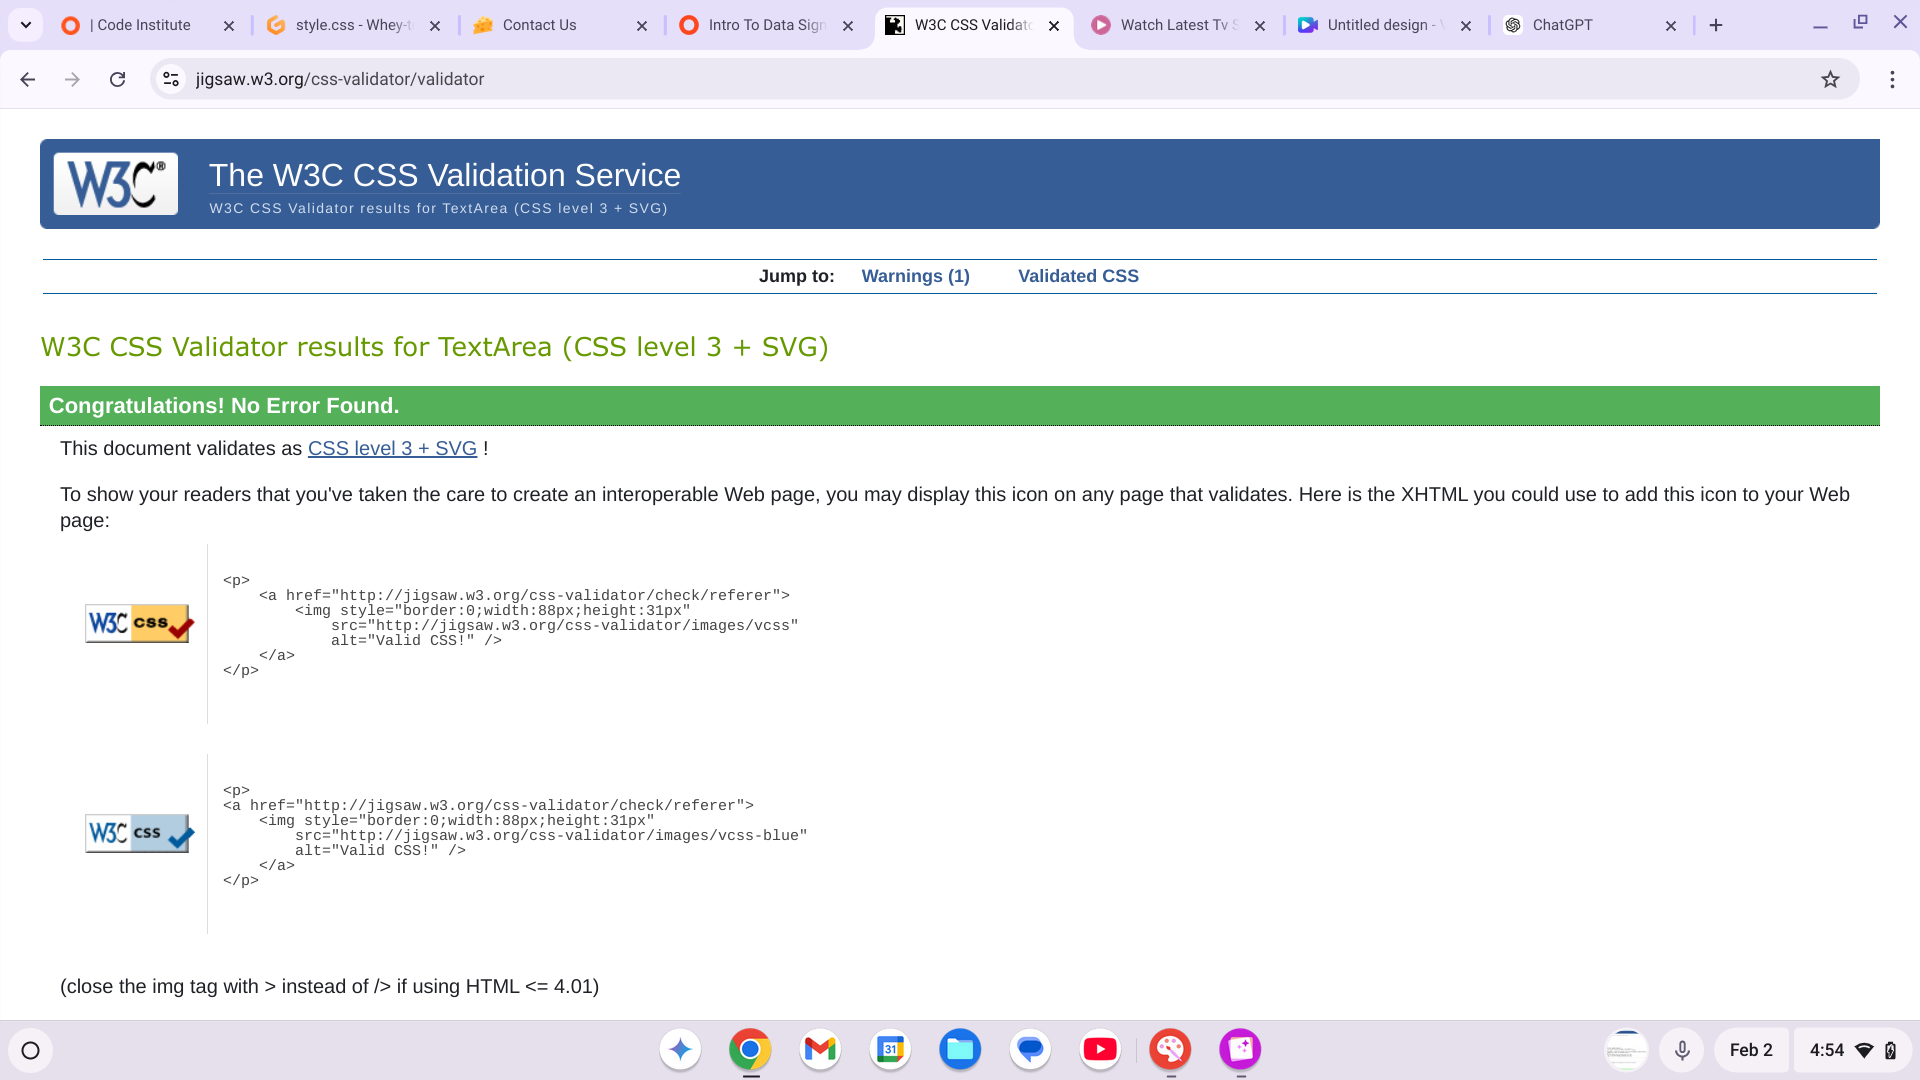 | Code Institute
style.css - Whey-t
Contact Us
Intro To Data Sign
W3C CSS Validato
Watch Latest Tv S
Untitled design - V
ChatGPT
jigsaw.w3.org/css-validator/validator
W3C®
The W3C CSS Validation Service
W3C CSS Validator results for TextArea (CSS level 3 + SVG)
Jump to: Warnings (1) Validated CSS
W3C CSS Validator results for TextArea (CSS level 3 + SVG)
Congratulations! No Error Found.
This document validates as CSS level 3 + SVG !
To show your readers that you've taken the care to create an interoperable Web page, you may display this icon on any page that validates. Here is the XHTML you could use to add this icon to your Web
page:
W3C css
<p>
<a href="http://jigsaw.w3.org/css-validator/check/referer">
<img style="border:0;width:88px;height:31px"
src="http://jigsaw.w3.org/css-validator/images/vcss"
alt="Valid CSS!" />
</a>
</p>
W3C css
<p>
<a href="http://jigsaw.w3.org/css-validator/check/referer">
<img style="border:0;width:88px;height:31px"
src="http://jigsaw.w3.org/css-validator/images/vcss-blue"
alt="Valid CSS!" />
</a>
</p>
(close the img tag with > instead of /> if using HTML <= 4.01)
31
Feb 2
4:54